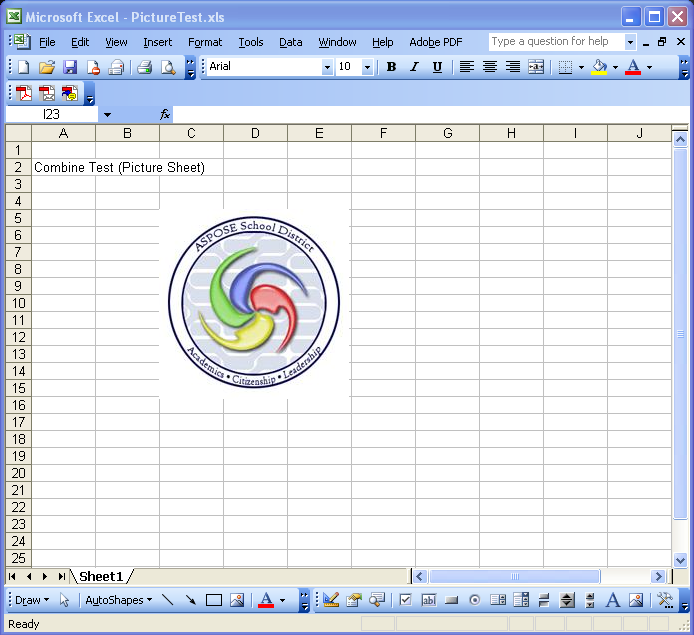 Microsoft Excel - PictureTest.xls
File Edit View Insert Format Tools Data Window Help Adobe PDF Type a question for help
Arial 10 B I U
I23 fx
A B C D E F G H I J
1
2 Combine Test (Picture Sheet)
3
4
5
6
7
8
9
10
11
12
13
14
15
16
17
18
19
20
21
22
23
24
25
ASPOSE School District
Academics • Citizenship • Leadership
Sheet1
Draw AutoShapes A ab| A
Ready